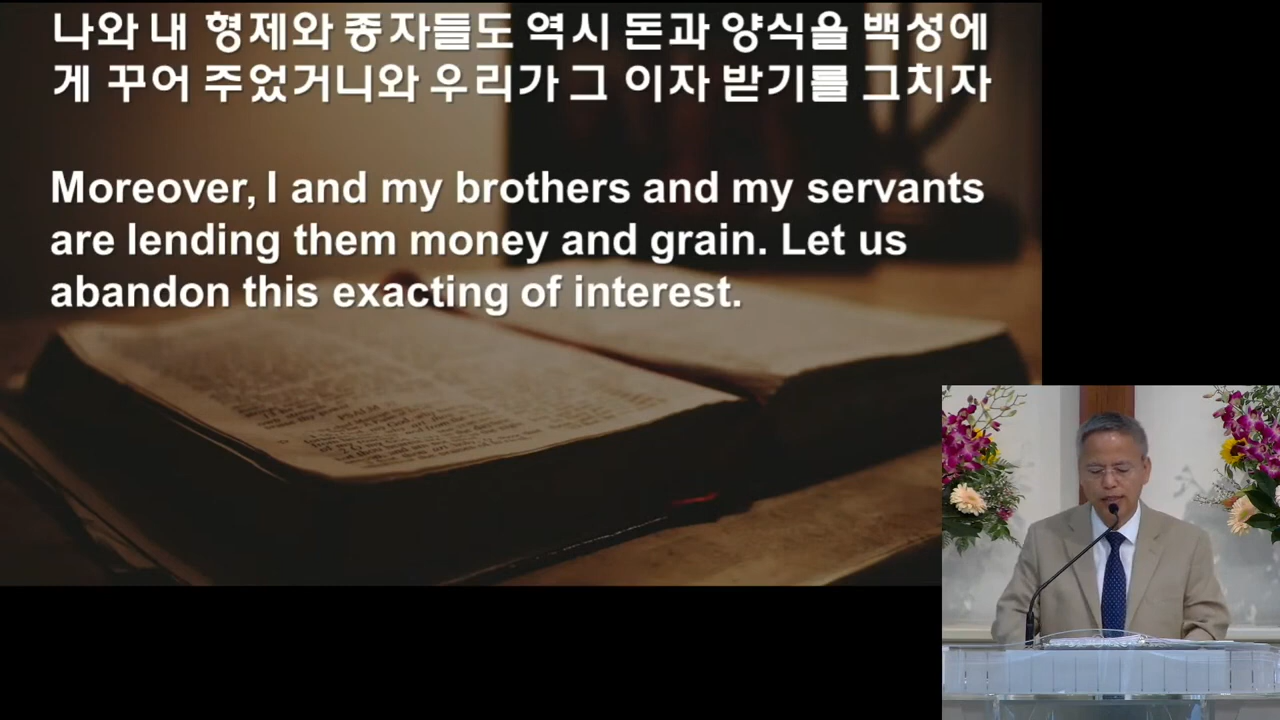 나와 내 형제와 종자들도 역시 돈과 양식을 백성에
게 꾸어 주었거니와 우리가 그 이자 받기를 그치자
Moreover, I and my brothers and my servants
are lending them money and grain. Let us
abandon this exacting of interest.
PSALM